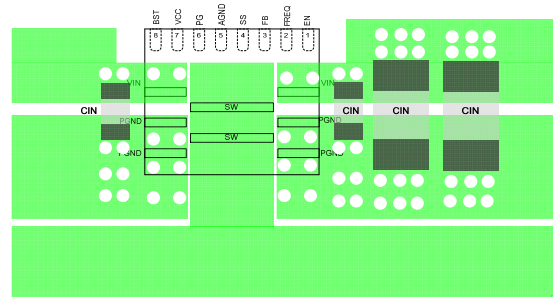 BST VCC PG AGND SS FB FREQ EN
8 7 6 5 4 3 2 1
VIN VIN
SW
CIN CIN CIN CIN
PGND PGND
SW
PGND PGND